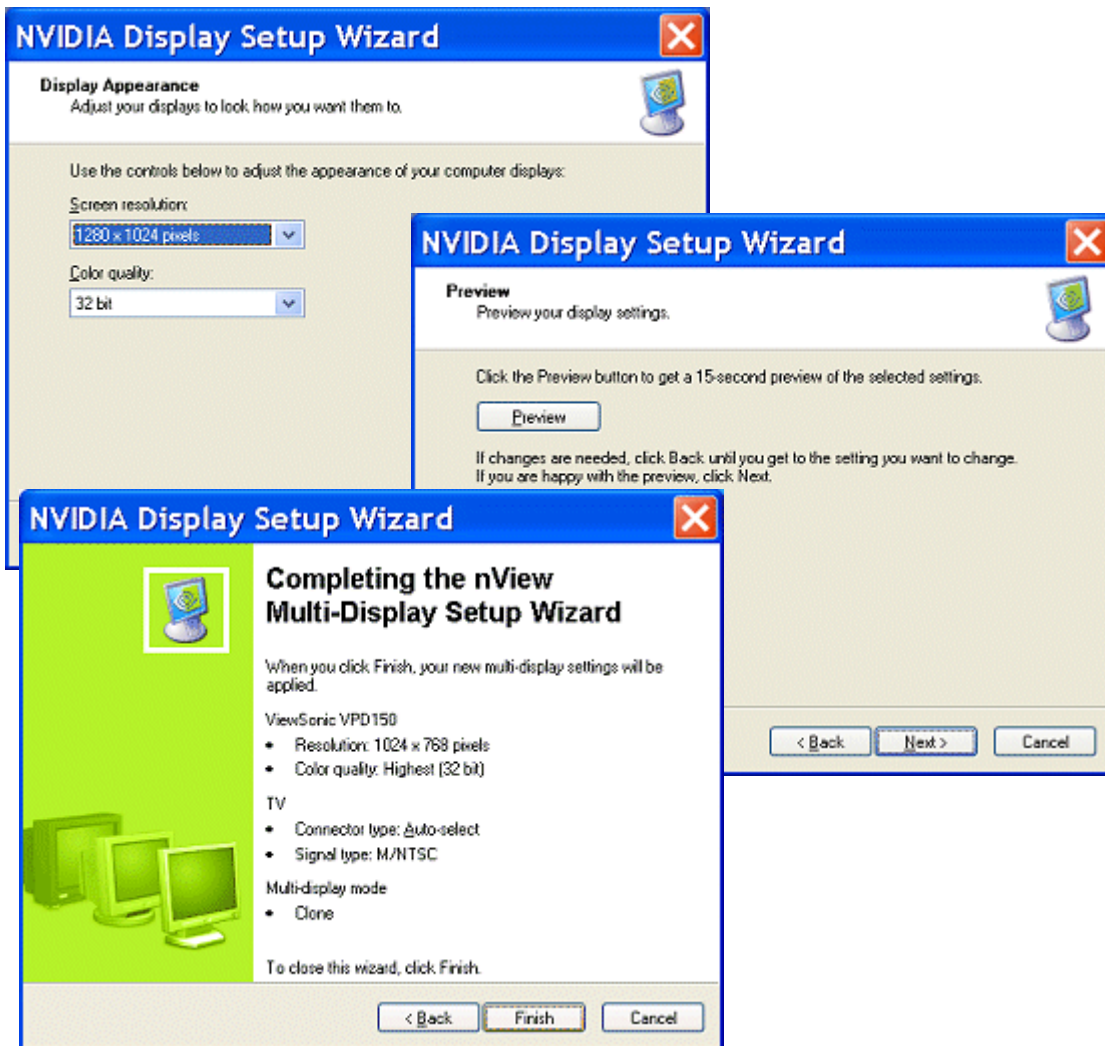 NVIDIA Display Setup Wizard
Display Appearance
Adjust your displays to look how you want them to.
Use the controls below to adjust the appearance of your computer displays:
Screen resolution:
1280 x 1024 pixels
Color quality:
32 bit
NVIDIA Display Setup Wizard
Preview
Preview your display settings.
Click the Preview button to get a 15-second preview of the selected settings.
Preview
If changes are needed, click Back until you get to the setting you want to change.
If you are happy with the preview, click Next.
< Back Next > Cancel
NVIDIA Display Setup Wizard
Completing the nView
Multi-Display Setup Wizard
When you click Finish, your new multi-display settings will be
applied.
ViewSonic VPD150
• Resolution: 1024 x 768 pixels
• Color quality: Highest (32 bit)
TV
• Connector type: Auto-select
• Signal type: M/NTSC
Multi-display mode
• Clone
To close this wizard, click Finish.
< Back Finish Cancel